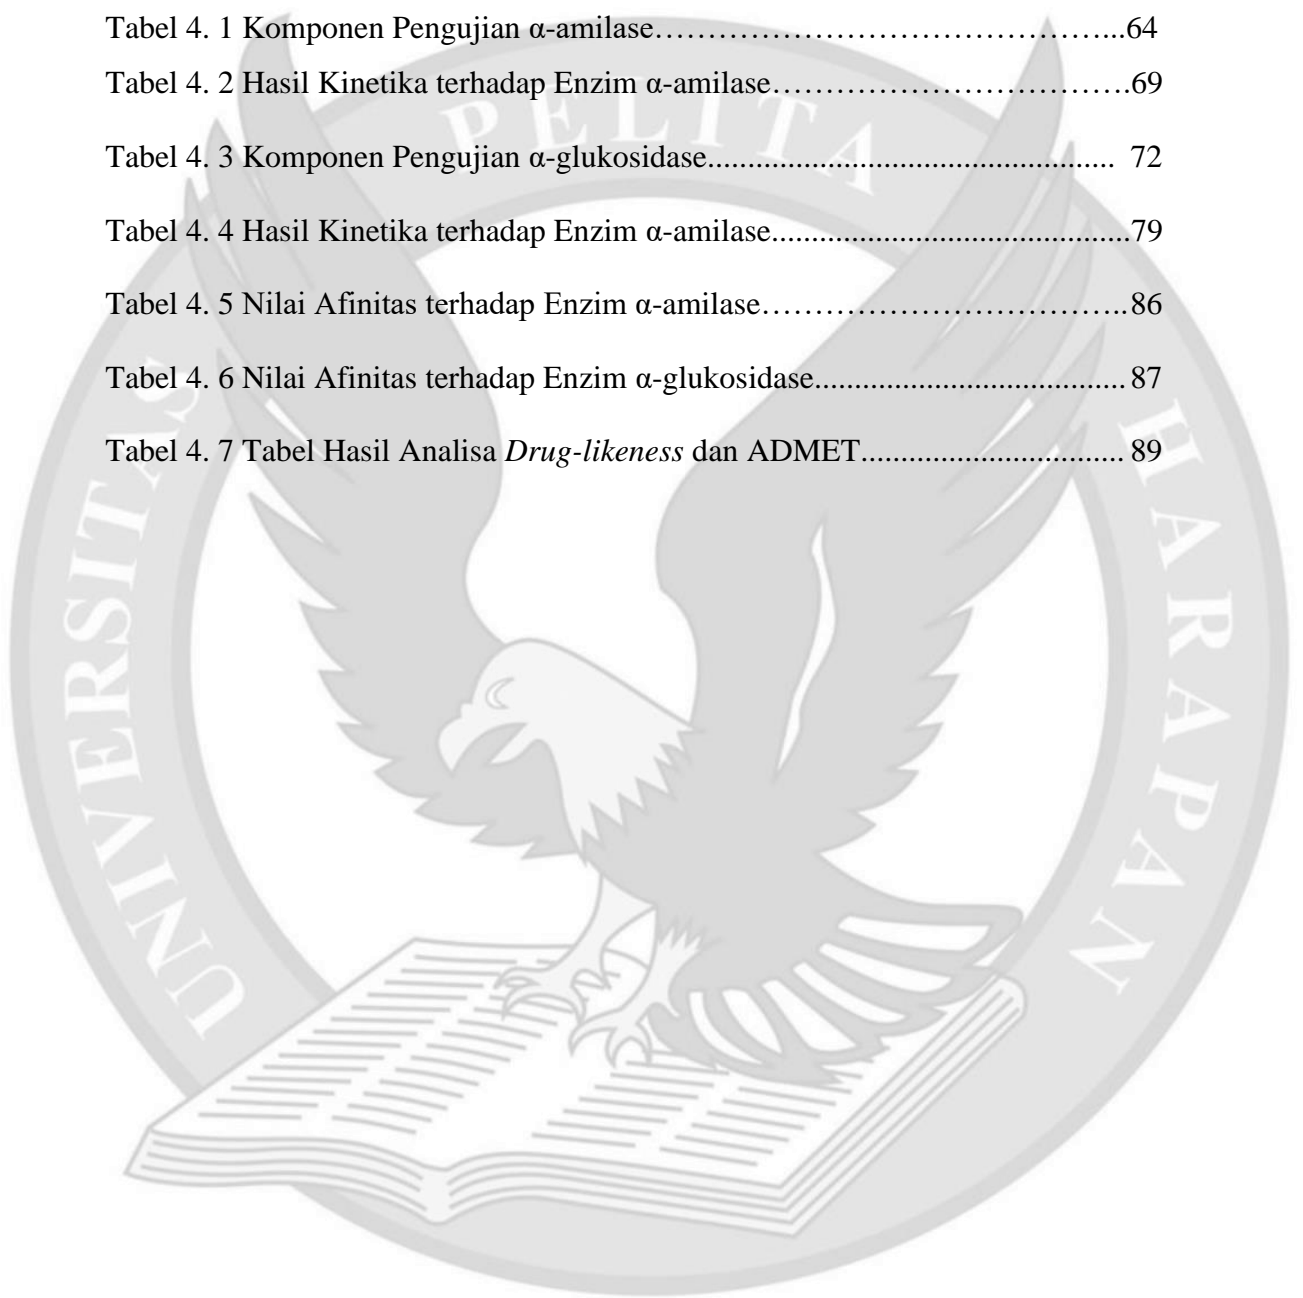 Tabel 4. 1 Komponen Pengujian α-amilase…………………………………...64
Tabel 4. 2 Hasil Kinetika terhadap Enzim α-amilase…………………………….69
Tabel 4. 3 Komponen Pengujian α-glukosidase.................................................. 72
Tabel 4. 4 Hasil Kinetika terhadap Enzim α-amilase............................................79
Tabel 4. 5 Nilai Afinitas terhadap Enzim α-amilase……………………………..86
Tabel 4. 6 Nilai Afinitas terhadap Enzim α-glukosidase...................................... 87
Tabel 4. 7 Tabel Hasil Analisa Drug-likeness dan ADMET................................ 89
UNIVERSITAS PELITA HARAPAN